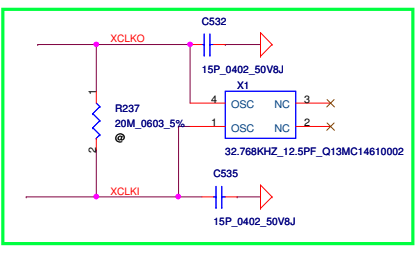 C532
XCLKO
15P_0402_50V8J
X1
1
R237
20M_0603_5%
@
2
4 OSC NC 3
1 OSC NC 2
32.768KHZ_12.5PF_Q13MC14610002
C535
XCLKI
15P_0402_50V8J